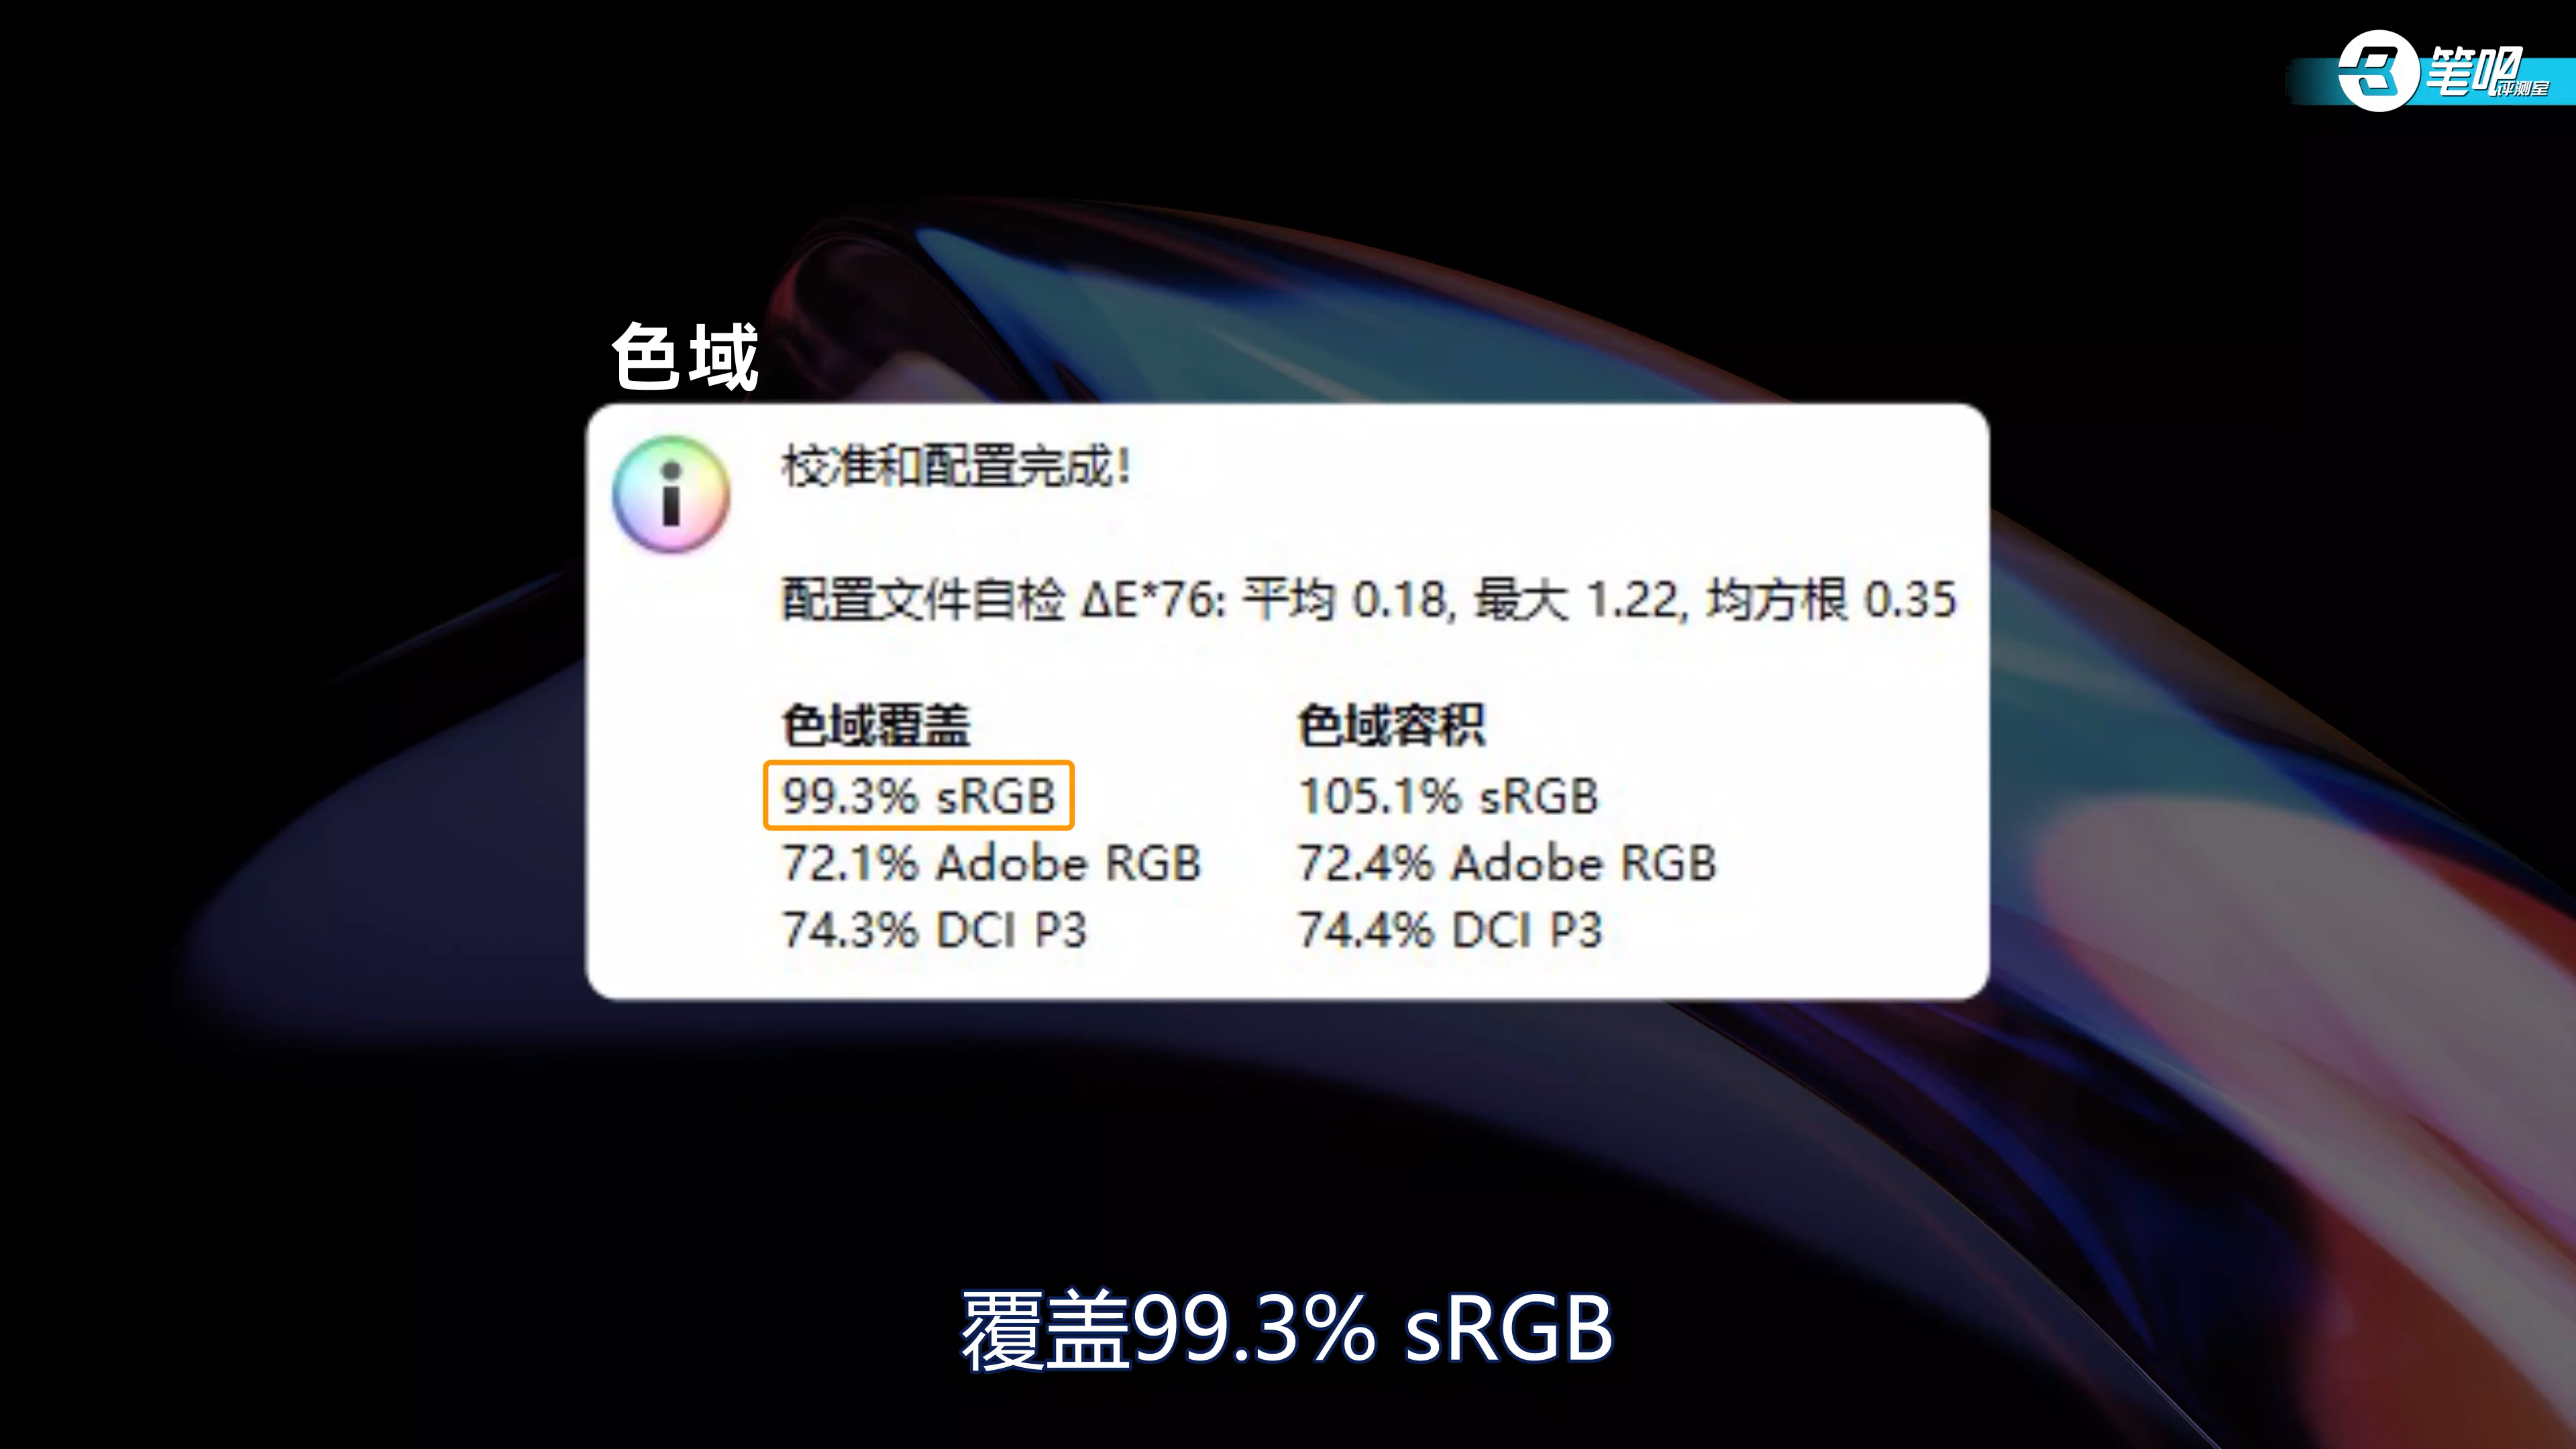 笔吧
评测室
色域
校准和配置完成!
配置文件自检 ΔE*76: 平均 0.18, 最大 1.22, 均方根 0.35
色域覆盖 色域容积
99.3% sRGB 105.1% sRGB
72.1% Adobe RGB 72.4% Adobe RGB
74.3% DCI P3 74.4% DCI P3
覆盖99.3% sRGB